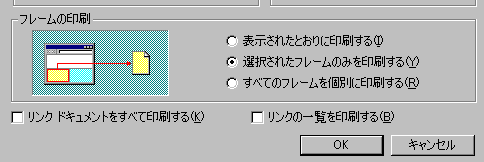 フレームの印刷
表示されたとおりに印刷する(I)
選択されたフレームのみを印刷する(Y)
すべてのフレームを個別に印刷する(R)
リンク ドキュメントをすべて印刷する(K)
リンクの一覧を印刷する(B)
OK
キャンセル